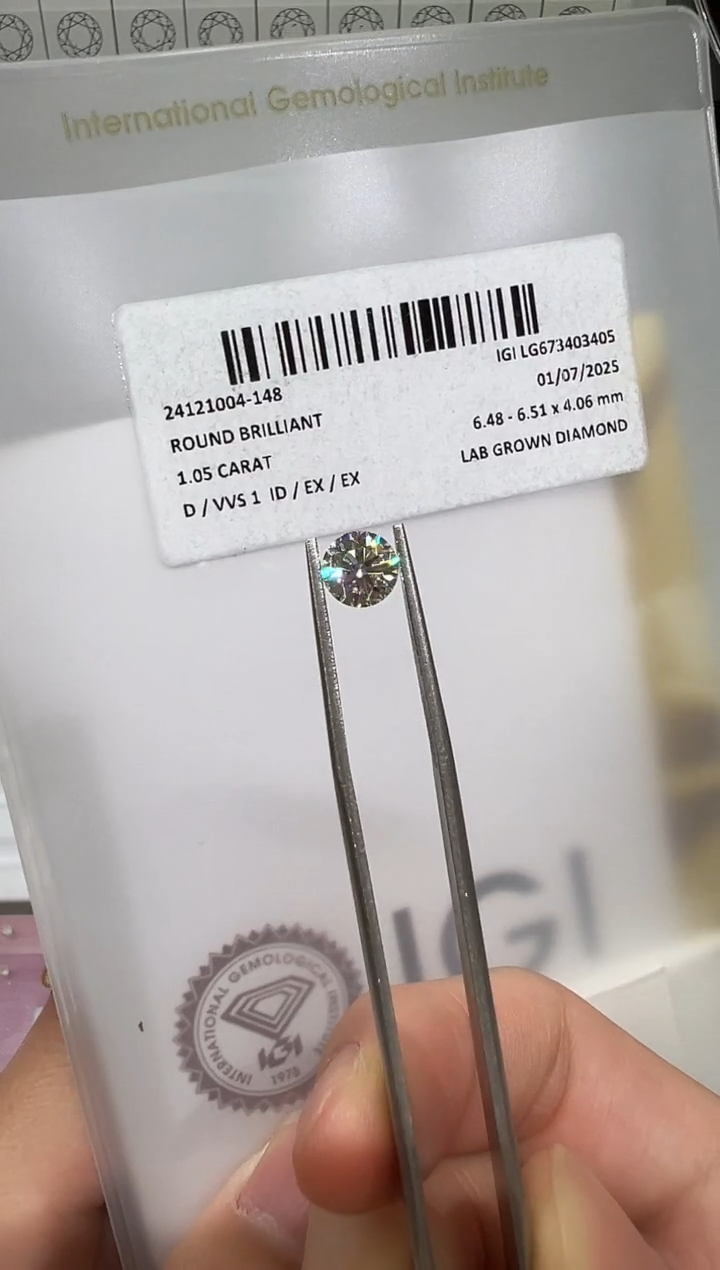 International Gemological Institute
24121004-148
IGI LG673403405
ROUND BRILLIANT
01/07/2025
1.05 CARAT
6.48 - 6.51 x 4.06 mm
D / VVS 1 ID / EX / EX
LAB GROWN DIAMOND
IGI
INTERNATIONAL GEMOLOGICAL
IGI
1975